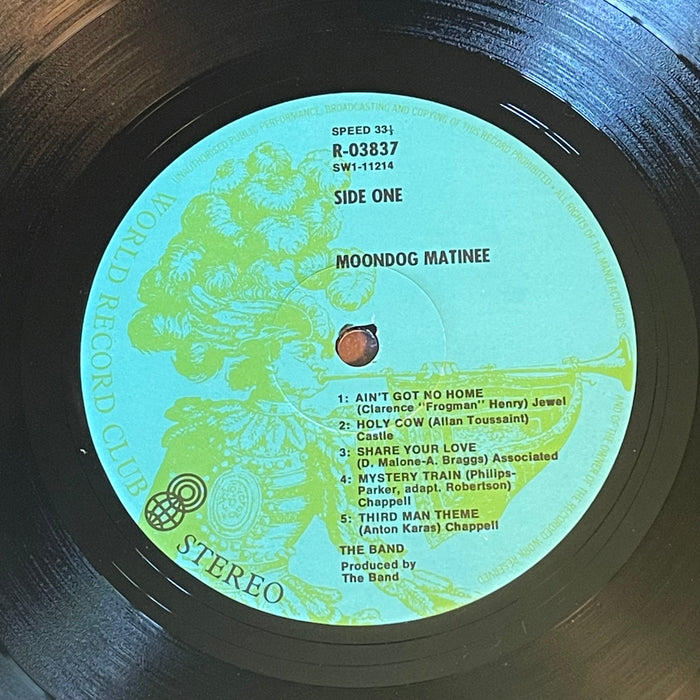 UNAUTHORISED PUBLIC PERFORMANCE, BROADCASTING AND COPYING OF THIS RECORD PROHIBITED • ALL RIGHTS OF THE MANUFACTURERS AND OF THE OWNER OF THE RECORDED WORK RESERVED
SPEED 33⅓
R-03837
SW1-11214
SIDE ONE
MOONDOG MATINEE
1: AIN'T GOT NO HOME
(Clarence "Frogman" Henry) Jewel
2: HOLY COW (Allan Toussaint)
Castle
3: SHARE YOUR LOVE
(D. Malone-A. Braggs) Associated
4: MYSTERY TRAIN (Philips-
Parker, adapt. Robertson)
Chappell
5: THIRD MAN THEME
(Anton Karas) Chappell
THE BAND
Produced by
The Band
WORLD RECORD CLUB
STEREO